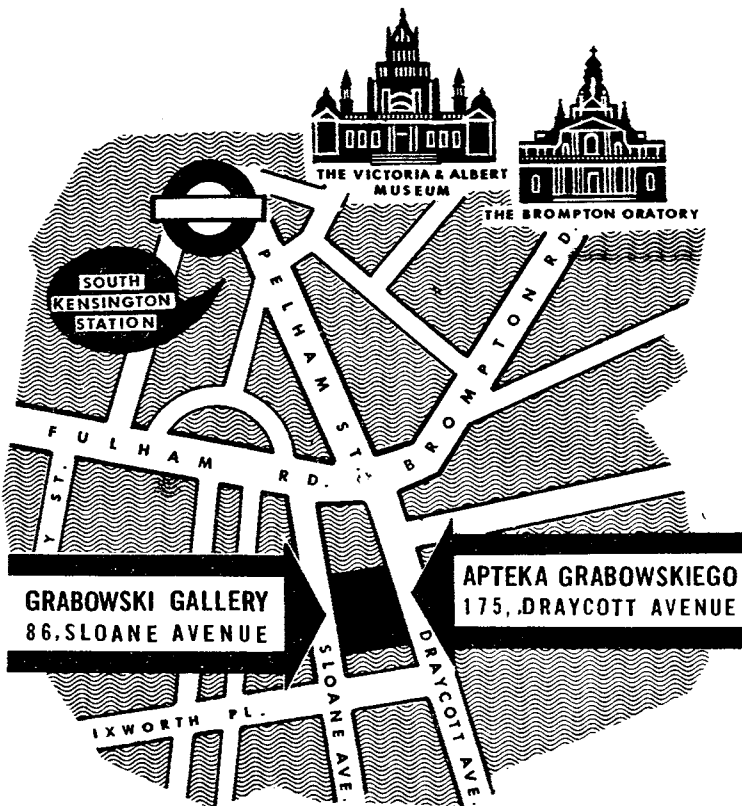 THE VICTORIA & ALBERT
MUSEUM
THE BROMPTON ORATORY
SOUTH
KENSINGTON
STATION
PELHAM ST.
BROMPTON RD.
FULHAM RD.
Y ST.
GRABOWSKI GALLERY
86, SLOANE AVENUE
APTEKA GRABOWSKIEGO
175, DRAYCOTT AVENUE
SLOANE AVE.
DRAYCOTT AVE.
IXWORTH PL.